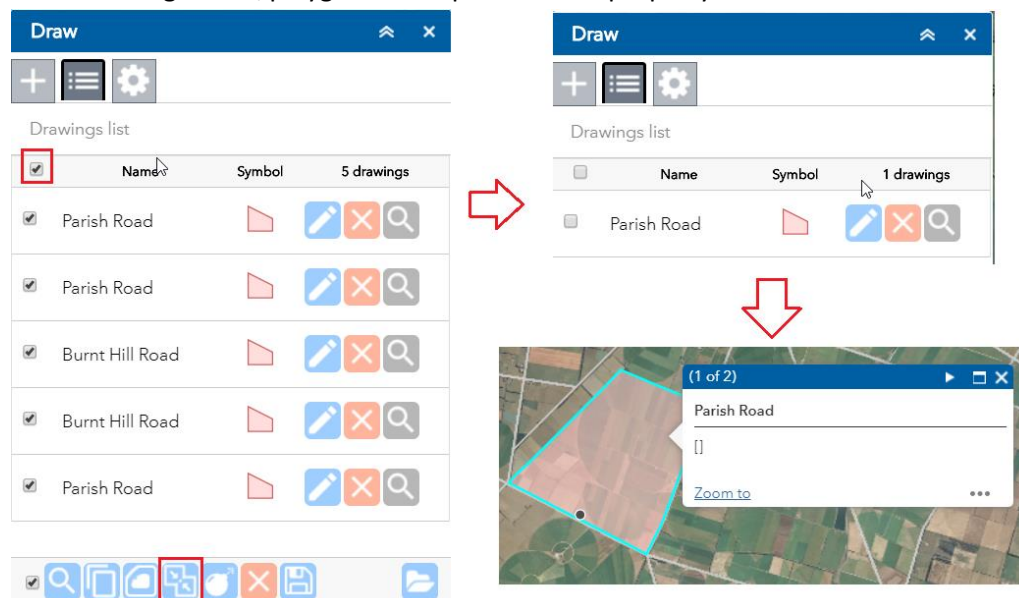 Draw
Drawings list
Name Symbol 5 drawings
Parish Road
Parish Road
Burnt Hill Road
Burnt Hill Road
Parish Road
Draw
Drawings list
Name Symbol 1 drawings
Parish Road
(1 of 2)
Parish Road
[]
Zoom to